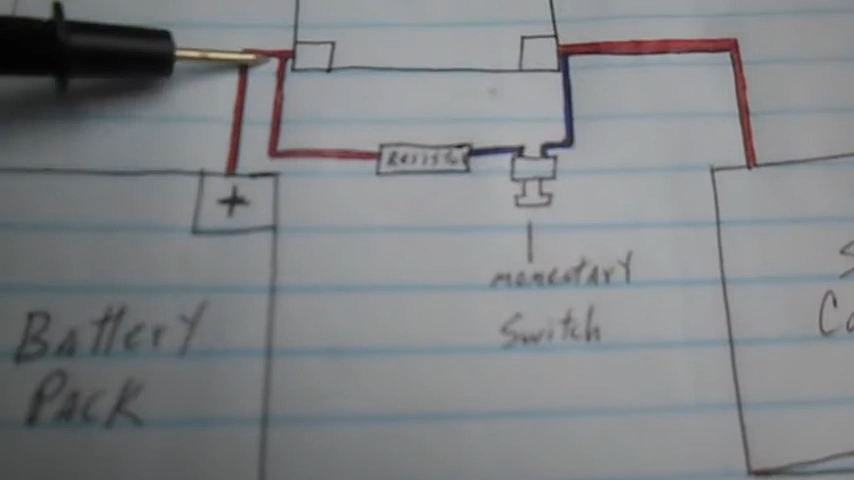 Resistor
+
momentary
Switch
Battery
Pack